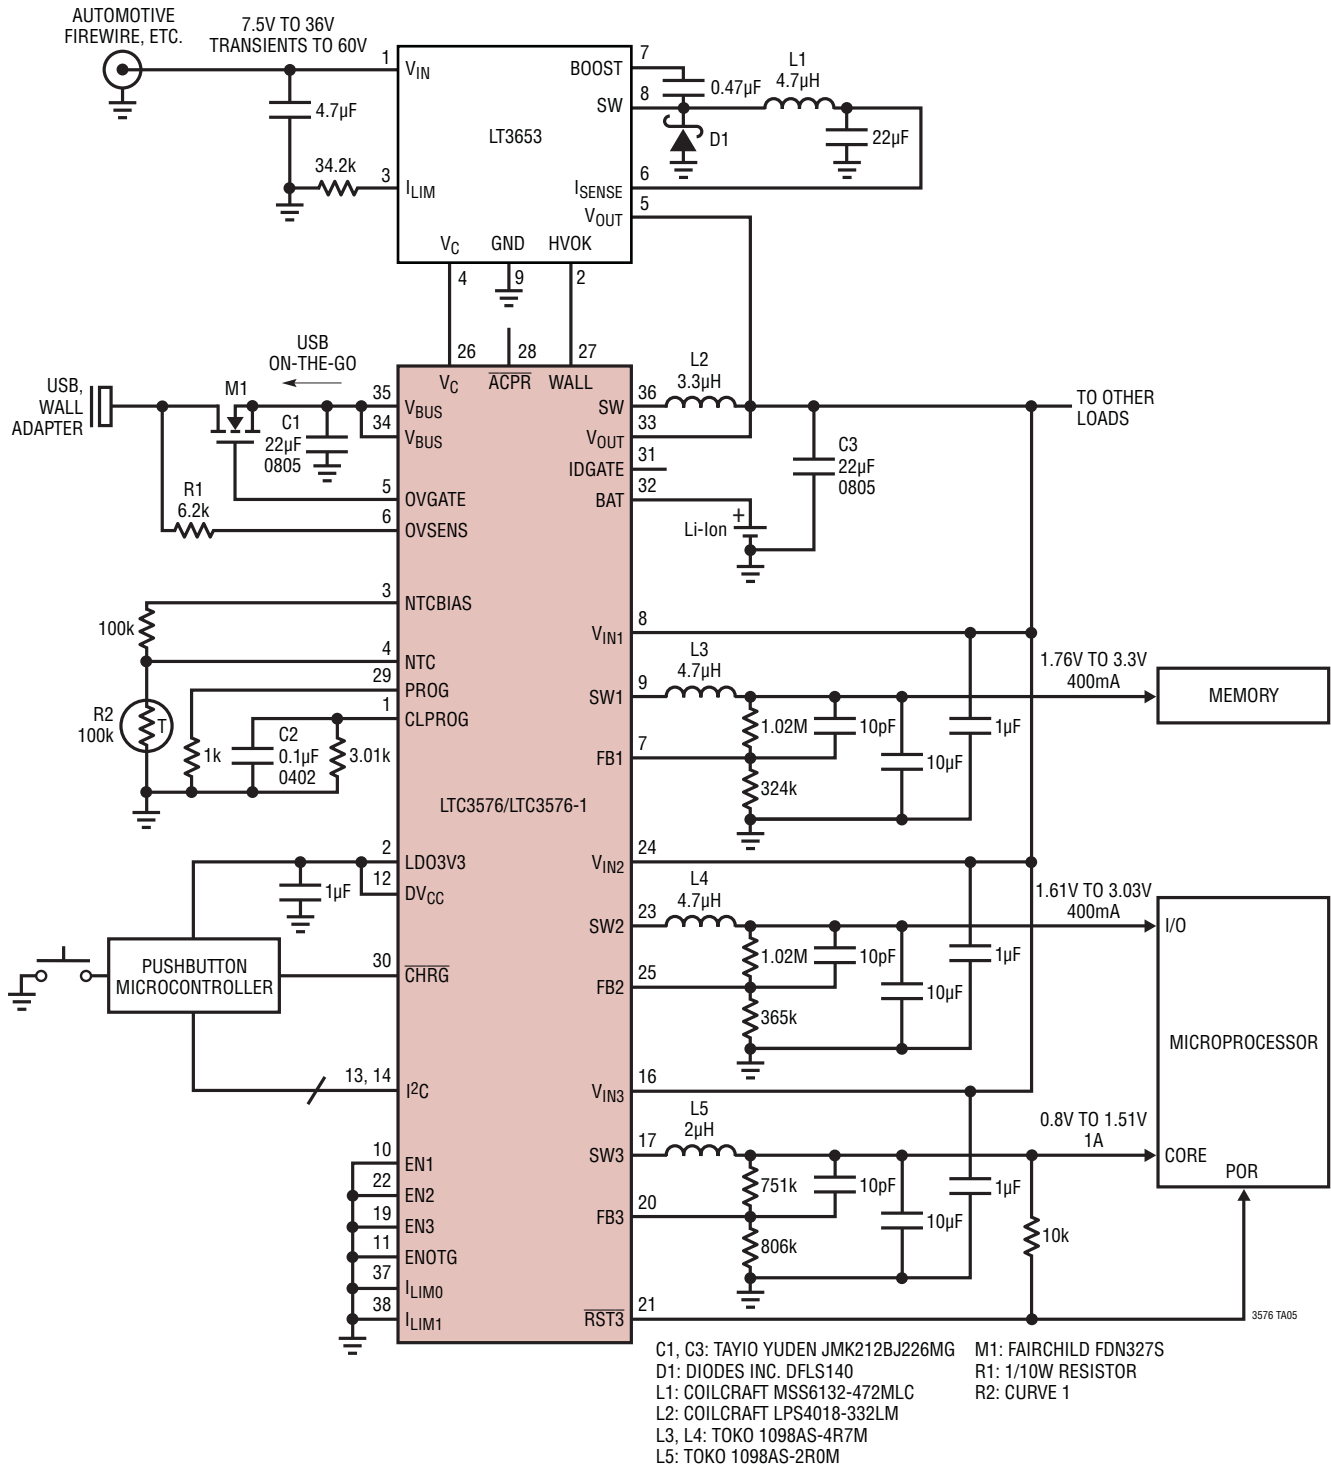 AUTOMOTIVE
FIREWIRE, ETC.
7.5V TO 36V
TRANSIENTS TO 60V
1
VIN
4.7µF
34.2k
3
ILIM
LT3653
BOOST
7
0.47µF
L1
4.7µH
SW
8
D1
22µF
ISENSE
6
VOUT
5
VC
GND
HVOK
4
9
2
26
28
27
VC
ACPR
WALL
USB
ON-THE-GO
USB,
WALL
ADAPTER
M1
C1
22µF
0805
35
VBUS
34
VBUS
R1
6.2k
5
OVGATE
6
OVSENS
SW
36
L2
3.3µH
TO OTHER
LOADS
VOUT
33
IDGATE
31
BAT
32
C3
22µF
0805
Li-Ion
+
3
NTCBIAS
100k
4
NTC
29
PROG
1
CLPROG
R2
100k
T
1k
C2
0.1µF
0402
3.01k
LTC3576/LTC3576-1
VIN1
8
L3
4.7µH
SW1
9
1.76V TO 3.3V
400mA
MEMORY
1.02M
10pF
1µF
FB1
7
10µF
324k
2
LDO3V3
12
DVCC
1µF
VIN2
24
L4
4.7µH
SW2
23
1.61V TO 3.03V
400mA
I/O
1.02M
10pF
1µF
FB2
25
10µF
365k
PUSHBUTTON
MICROCONTROLLER
30
CHRG
MICROPROCESSOR
13, 14
I2C
VIN3
16
L5
2µH
SW3
17
0.8V TO 1.51V
1A
CORE
POR
751k
10pF
1µF
FB3
20
10µF
806k
10k
10
EN1
22
EN2
19
EN3
11
ENOTG
37
ILIM0
38
ILIM1
RST3
21
3576 TA05
C1, C3: TAYIO YUDEN JMK212BJ226MG
D1: DIODES INC. DFLS140
L1: COILCRAFT MSS6132-472MLC
L2: COILCRAFT LPS4018-332LM
L3, L4: TOKO 1098AS-4R7M
L5: TOKO 1098AS-2R0M
M1: FAIRCHILD FDN327S
R1: 1/10W RESISTOR
R2: CURVE 1